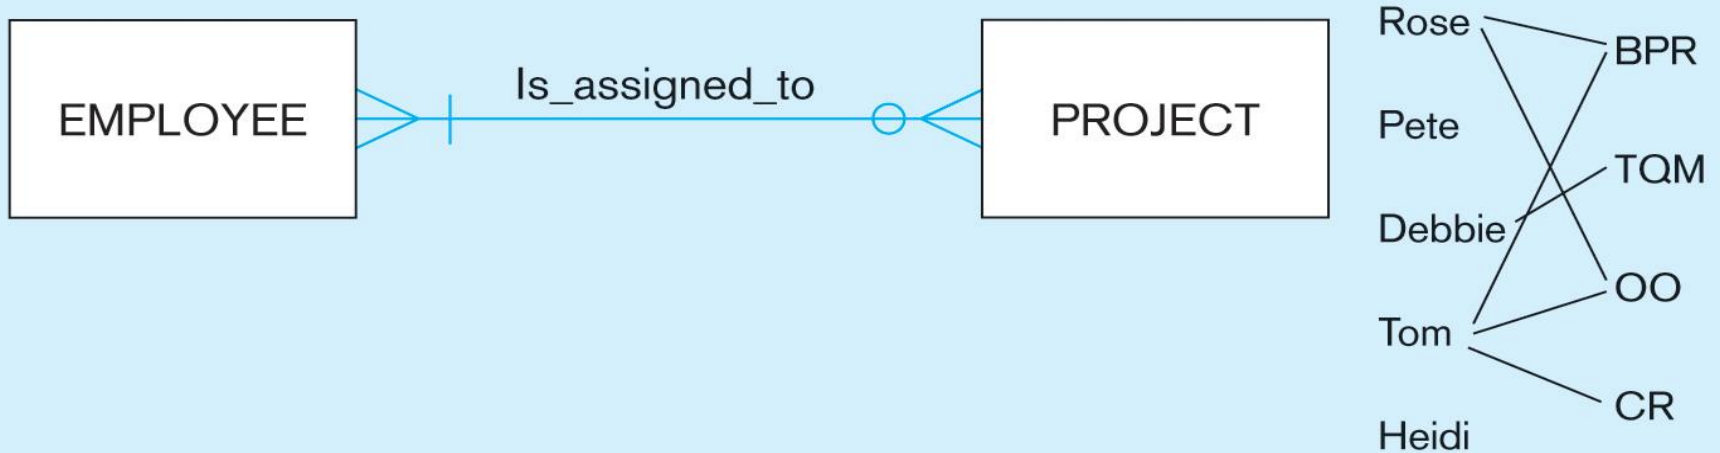 EMPLOYEE
Is_assigned_to
PROJECT
Rose
Pete
Debbie
Tom
Heidi
BPR
TQM
OO
CR